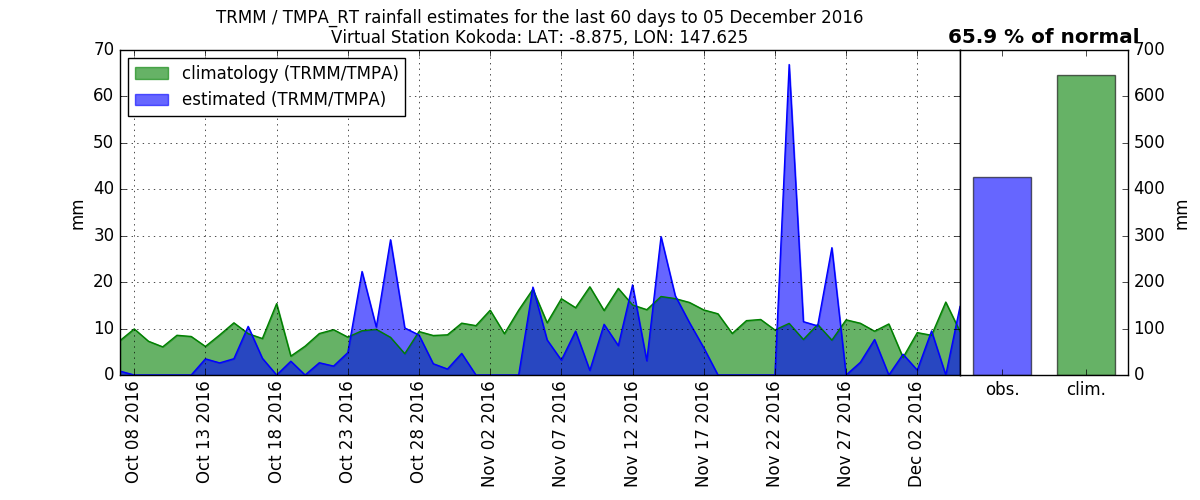 TRMM / TMPA_RT rainfall estimates for the last 60 days to 05 December 2016
Virtual Station Kokoda: LAT: -8.875, LON: 147.625
65.9 % of normal
climatology (TRMM/TMPA)
estimated (TRMM/TMPA)
70
60
50
40
30
20
10
0
mm
Oct 08 2016
Oct 13 2016
Oct 18 2016
Oct 23 2016
Oct 28 2016
Nov 02 2016
Nov 07 2016
Nov 12 2016
Nov 17 2016
Nov 22 2016
Nov 27 2016
Dec 02 2016
obs.
clim.
700
600
500
400
300
200
100
0
mm